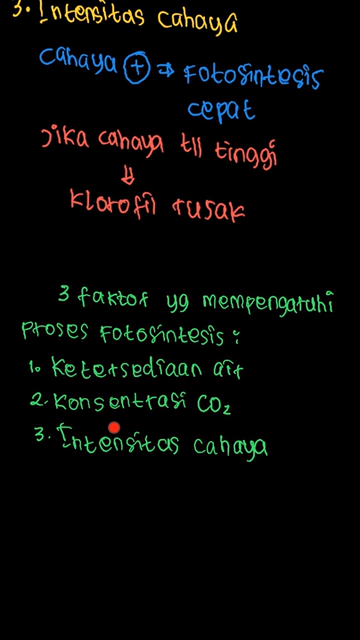 3. Intensitas cahaya
cahaya (+) ⇒ Fotosintesis
cepat
jika cahaya tll tinggi
⇓
klorofil rusak
3 faktor yg mempengaruhi
Proses Fotosintesis :
1. Ketersediaan air
2. Konsentrasi CO₂
3. Intensitas cahaya